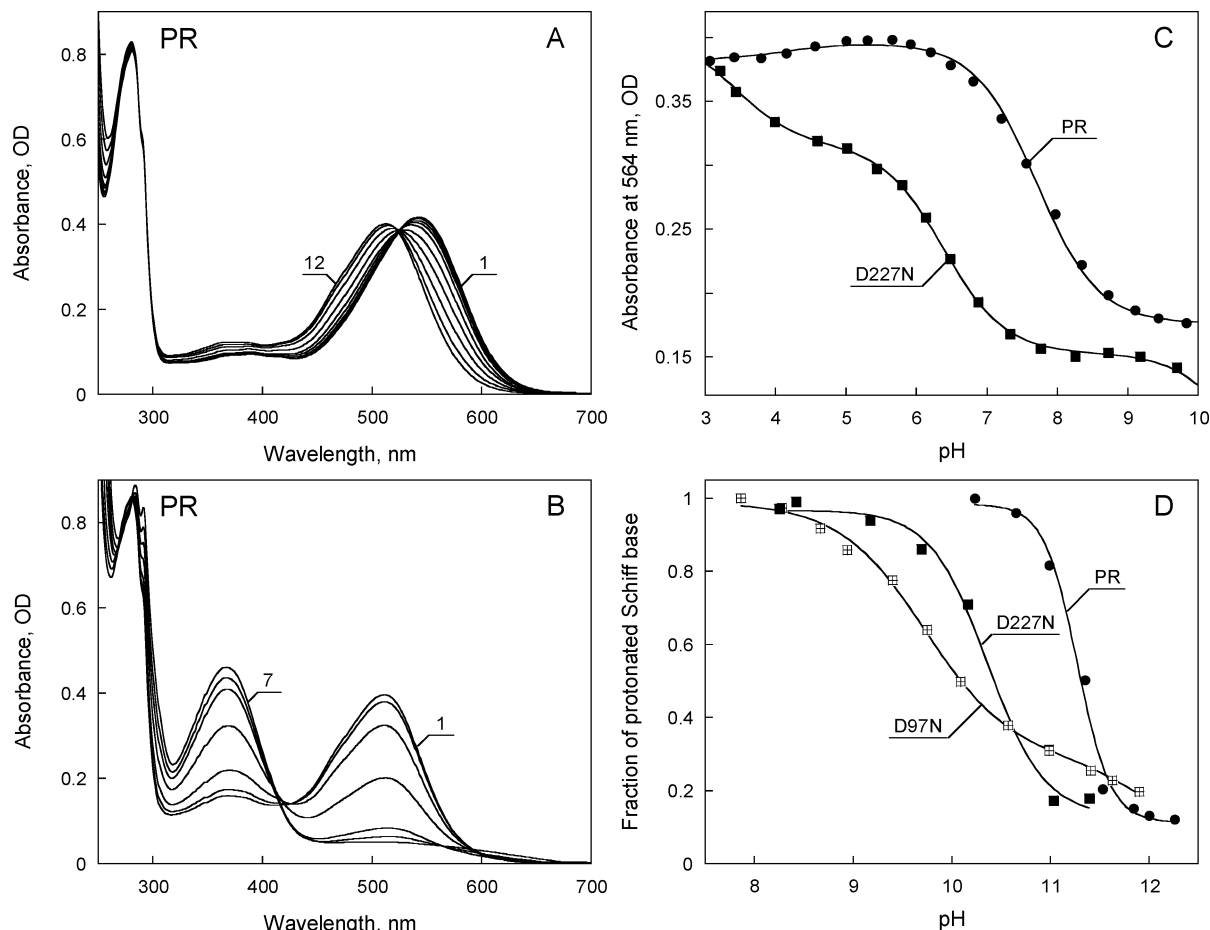 PR
A
0.8
0.6
0.4
0.2
0
12
1
300
400
500
600
700
Absorbance, OD
Wavelength, nm
C
0.35
0.25
0.15
PR
D227N
3
4
5
6
7
8
9
10
Absorbance at 564 nm, OD
pH
PR
B
0.8
0.6
0.4
0.2
0
7
1
300
400
500
600
700
Absorbance, OD
Wavelength, nm
D
1
0.8
0.6
0.4
0.2
0
PR
D227N
D97N
8
9
10
11
12
Fraction of protonated Schiff base
pH